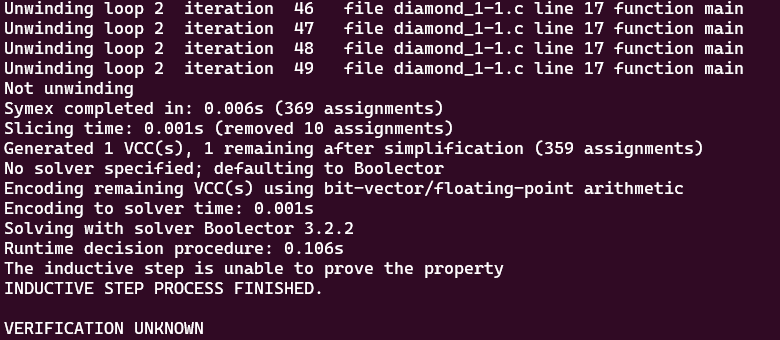 Unwinding loop 2  iteration  46   file diamond_1-1.c line 17 function main
Unwinding loop 2  iteration  47   file diamond_1-1.c line 17 function main
Unwinding loop 2  iteration  48   file diamond_1-1.c line 17 function main
Unwinding loop 2  iteration  49   file diamond_1-1.c line 17 function main
Not unwinding
Symex completed in: 0.006s (369 assignments)
Slicing time: 0.001s (removed 10 assignments)
Generated 1 VCC(s), 1 remaining after simplification (359 assignments)
No solver specified; defaulting to Boolector
Encoding remaining VCC(s) using bit-vector/floating-point arithmetic
Encoding to solver time: 0.001s
Solving with solver Boolector 3.2.2
Runtime decision procedure: 0.106s
The inductive step is unable to prove the property
INDUCTIVE STEP PROCESS FINISHED.
VERIFICATION UNKNOWN